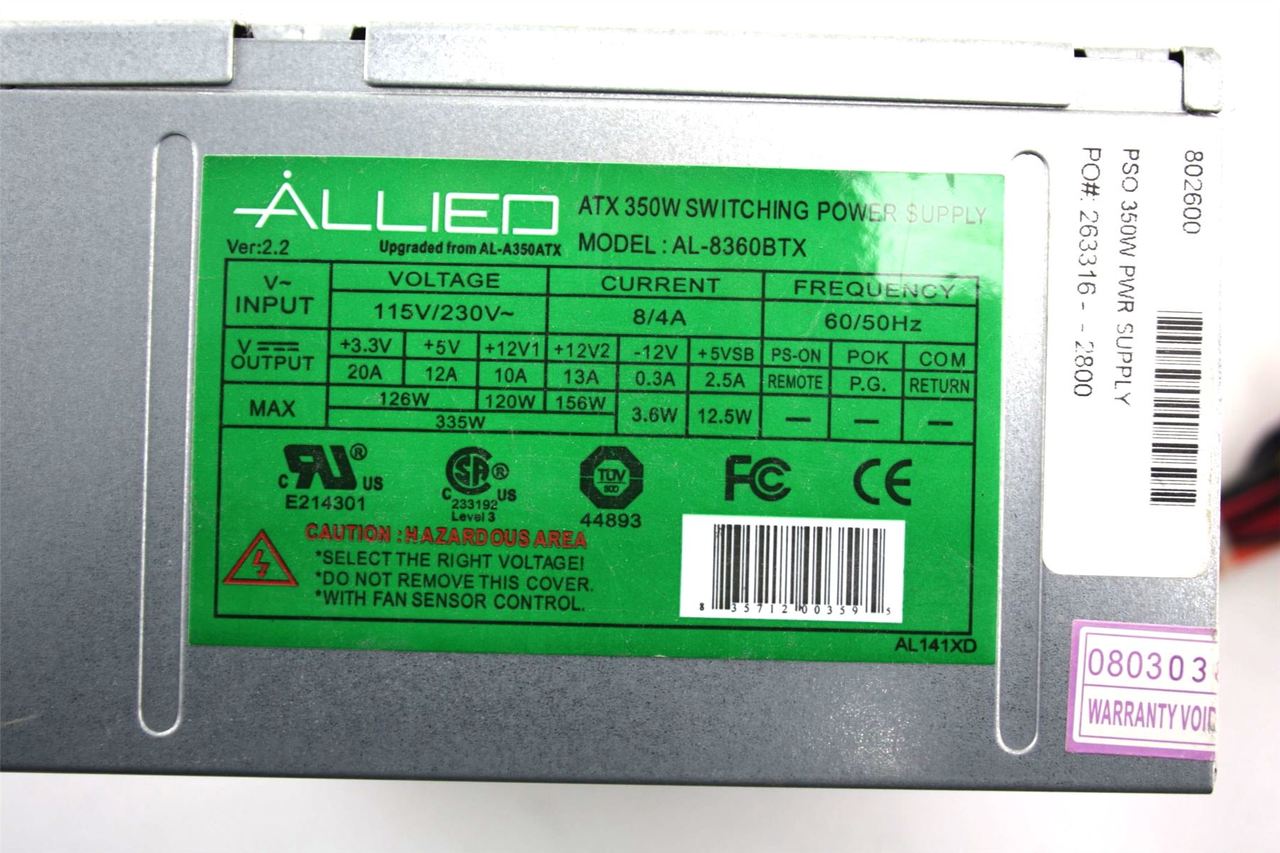 ALLIED
ATX 350W SWITCHING POWER SUPPLY
Ver:2.2
Upgraded from AL-A350ATX
MODEL : AL-8360BTX
V~ INPUT
VOLTAGE CURRENT FREQUENCY
115V/230V~ 8/4A 60/50Hz
V OUTPUT
+3.3V +5V +12V1 +12V2 -12V +5VSB PS-ON POK COM
20A 12A 10A 13A 0.3A 2.5A REMOTE P.G. RETURN
MAX
126W 120W 156W 3.6W 12.5W — — —
335W
C US ®
E214301
SA ®
C US
233192
Level 3
TÜV
44893
FC CE
CAUTION : HAZARDOUS AREA
*SELECT THE RIGHT VOLTAGE!
*DO NOT REMOVE THIS COVER.
*WITH FAN SENSOR CONTROL.
8 35712 00359 5
AL141XD
802600
PSO 350W PWR SUPPLY
PO#: 263316 - - 2800
080303
WARRANTY VOID